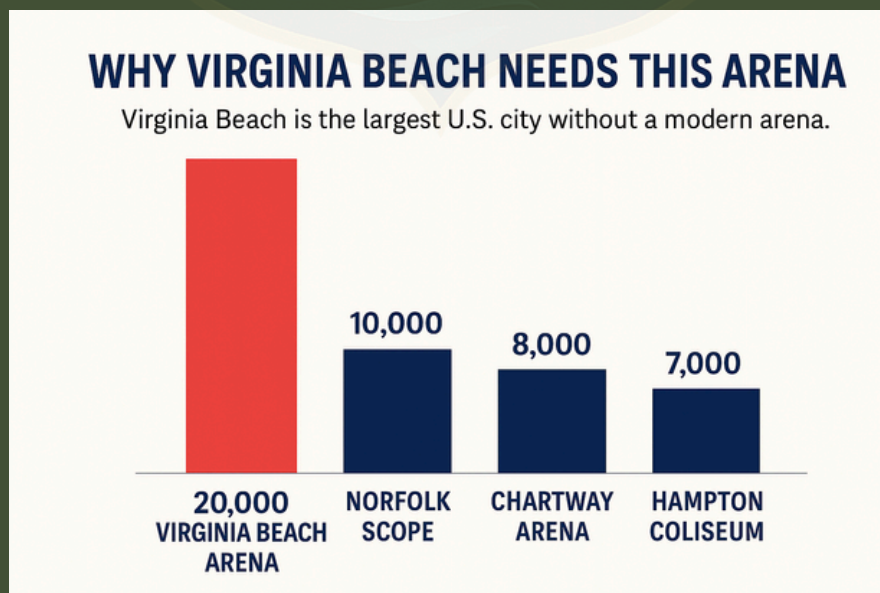 WHY VIRGINIA BEACH NEEDS THIS ARENA
Virginia Beach is the largest U.S. city without a modern arena.
10,000
8,000
7,000
20,000
VIRGINIA BEACH
ARENA
NORFOLK
SCOPE
CHARTWAY
ARENA
HAMPTON
COLISEUM